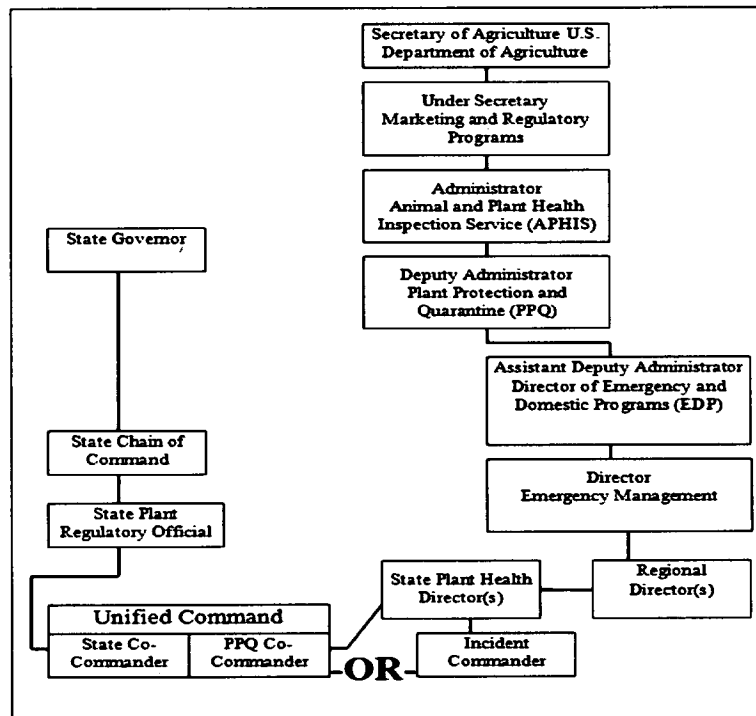 Secretary of Agriculture U.S.
Department of Agriculture
Under Secretary
Marketing and Regulatory
Programs
Administrator
Animal and Plant Health
Inspection Service (APHIS)
State Governor
Deputy Administrator
Plant Protection and
Quarantine (PPQ)
Assistant Deputy Administrator
Director of Emergency and
Domestic Programs (EDP)
State Chain of
Command
Director
Emergency Management
State Plant
Regulatory Official
State Plant Health
Director(s)
Regional
Director(s)
Unified Command
State Co-
Commander
PPQ Co-
Commander
OR
Incident
Commander